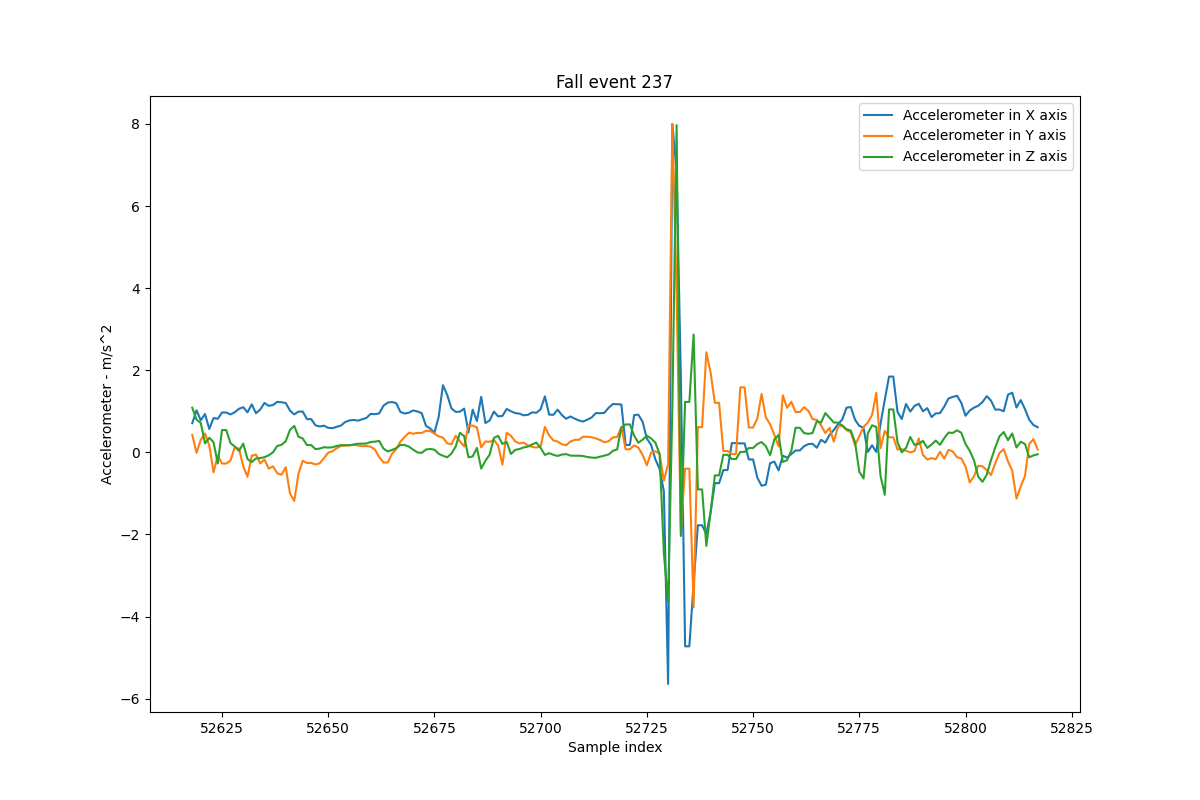 Fall event 237
Accelerometer in X axis
Accelerometer in Y axis
Accelerometer in Z axis
8
6
4
2
0
−2
−4
−6
Accelerometer - m/s^2
52625 52650 52675 52700 52725 52750 52775 52800 52825
Sample index